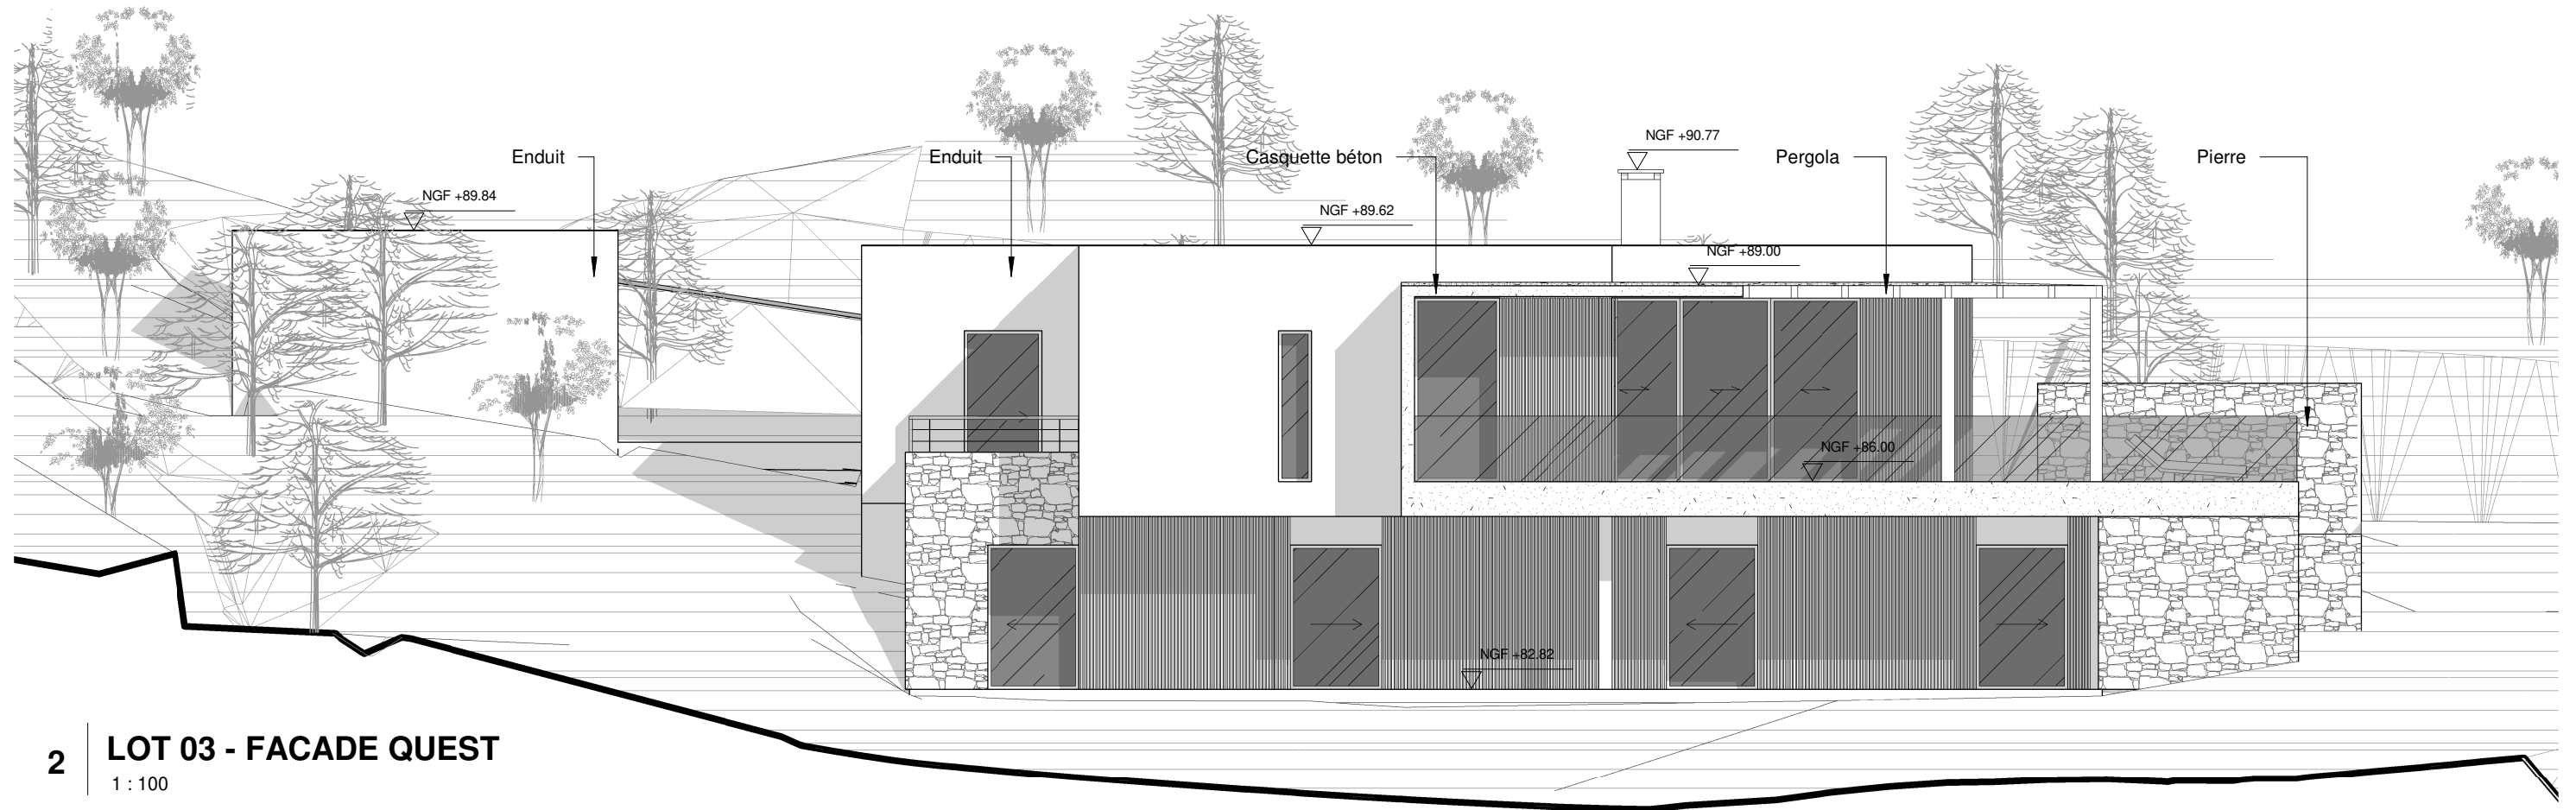 NGF +90.77
Enduit
Enduit
Casquette béton
Pergola
Pierre
NGF +89.84
NGF +89.62
NGF +89.00
NGF +86.00
NGF +82.82
2
LOT 03 - FACADE QUEST
1 : 100